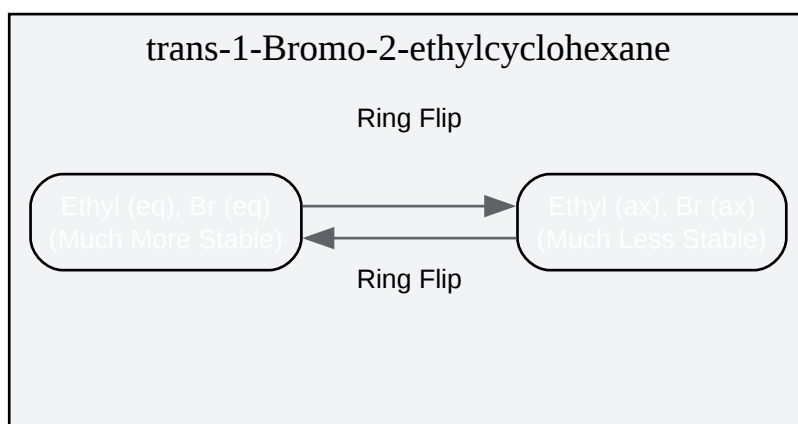 trans-1-Bromo-2-ethylcyclohexane
Ring Flip
Ethyl (eq), Br (eq)
(Much More Stable)
Ethyl (ax), Br (ax)
(Much Less Stable)
Ring Flip